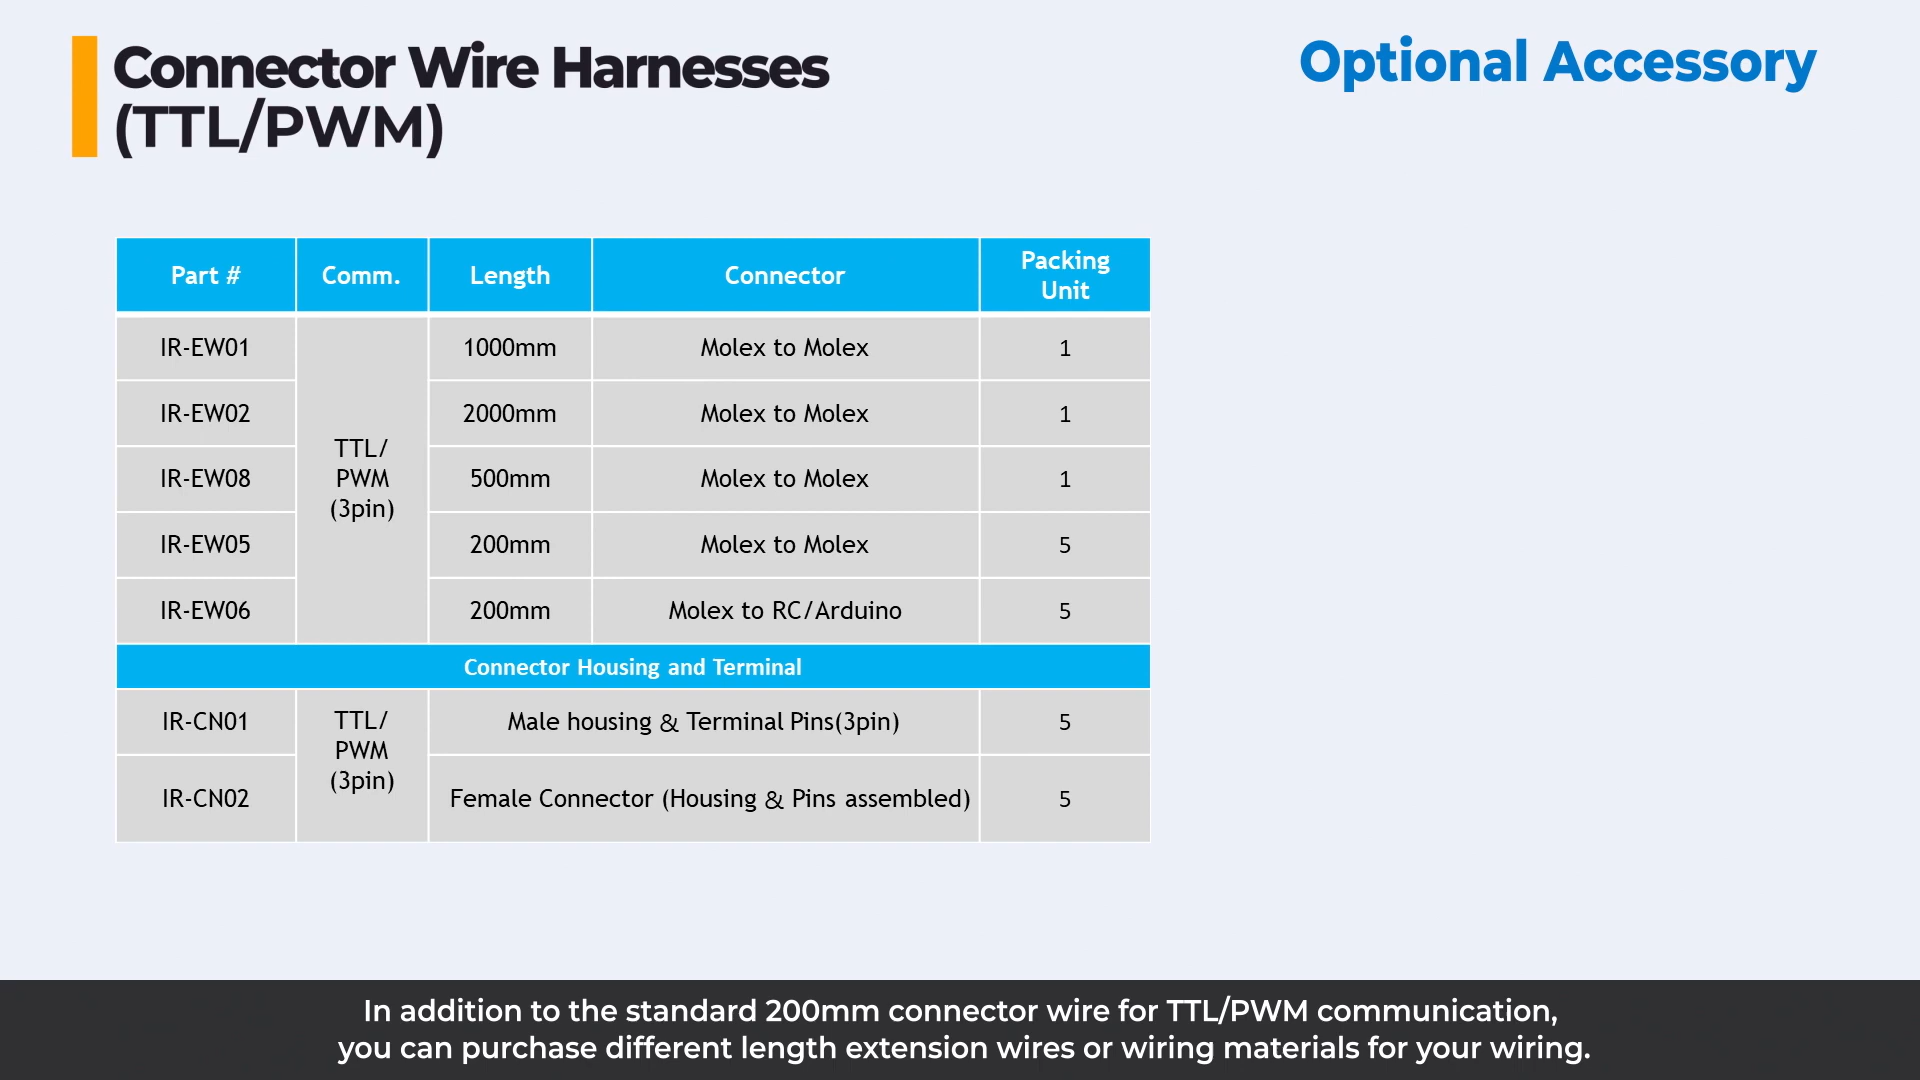 Connector Wire Harnesses
(TTL/PWM)
Optional Accessory
Part # Comm. Length Connector Packing Unit
IR-EW01 1000mm Molex to Molex 1
IR-EW02 2000mm Molex to Molex 1
TTL/
PWM
(3pin)
IR-EW08 500mm Molex to Molex 1
IR-EW05 200mm Molex to Molex 5
IR-EW06 200mm Molex to RC/Arduino 5
Connector Housing and Terminal
IR-CN01 Male housing & Terminal Pins(3pin) 5
TTL/
PWM
(3pin)
IR-CN02 Female Connector (Housing & Pins assembled) 5
In addition to the standard 200mm connector wire for TTL/PWM communication,
you can purchase different length extension wires or wiring materials for your wiring.